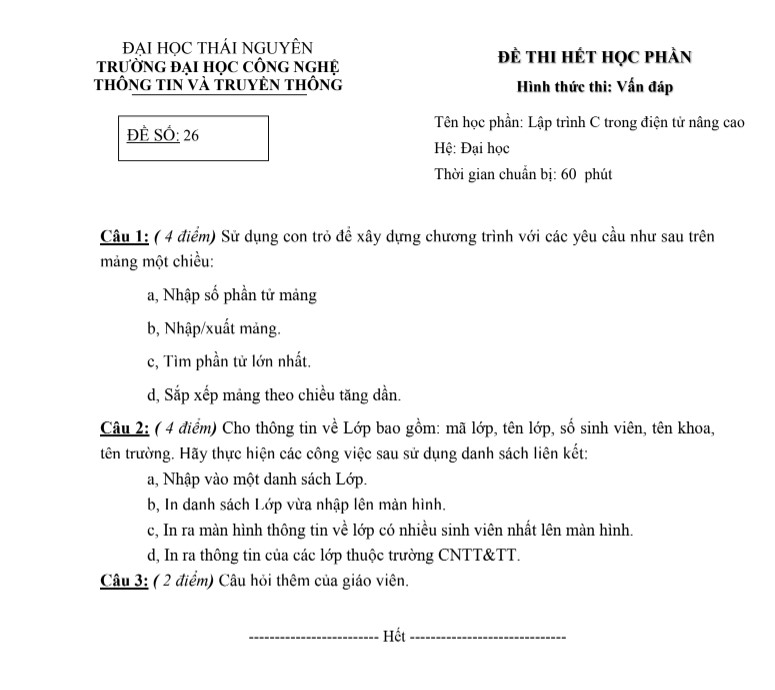 ĐẠI HỌC THÁI NGUYÊN
TRƯỜNG ĐẠI HỌC CÔNG NGHỆ
THÔNG TIN VÀ TRUYỀN THÔNG
ĐỀ SỐ: 26
ĐỀ THI HẾT HỌC PHẦN
Hình thức thi: Vấn đáp
Tên học phần: Lập trình C trong điện tử nâng cao
Hệ: Đại học
Thời gian chuẩn bị: 60 phút
Câu 1: ( 4 điểm) Sử dụng con trỏ để xây dựng chương trình với các yêu cầu như sau trên
mảng một chiều:
a, Nhập số phần tử mảng
b, Nhập/xuất mảng.
c, Tìm phần tử lớn nhất.
d, Sắp xếp mảng theo chiều tăng dần.
Câu 2: ( 4 điểm) Cho thông tin về Lớp bao gồm: mã lớp, tên lớp, số sinh viên, tên khoa,
tên trường. Hãy thực hiện các công việc sau sử dụng danh sách liên kết:
a, Nhập vào một danh sách Lớp.
b, In danh sách Lớp vừa nhập lên màn hình.
c, In ra màn hình thông tin về lớp có nhiều sinh viên nhất lên màn hình.
d, In ra thông tin của các lớp thuộc trường CNTT&TT.
Câu 3: ( 2 điểm) Câu hỏi thêm của giáo viên.
------------------------- Hết ------------------------------